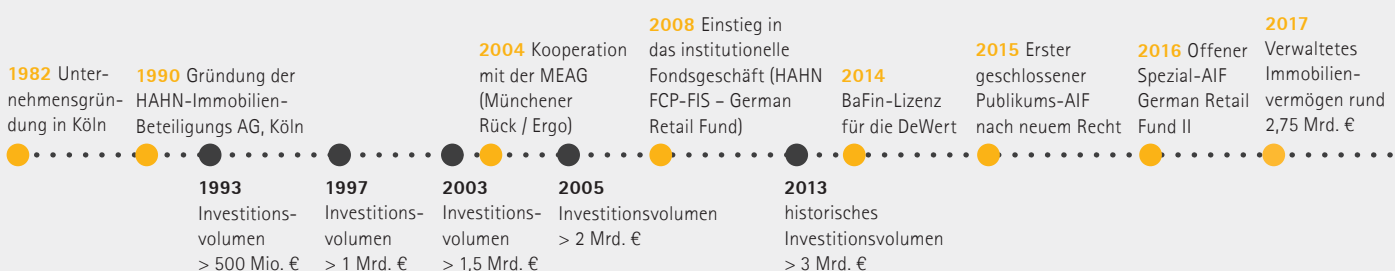 1982 Unter-
nehmensgrün-
dung in Köln
1990 Gründung der
HAHN-Immobilien-
Beteiligungs AG, Köln
1993
Investitions-
volumen
> 500 Mio. €
1997
Investitions-
volumen
> 1 Mrd. €
2003
Investitions-
volumen
> 1,5 Mrd. €
2004 Kooperation
mit der MEAG
(Münchener
Rück / Ergo)
2005
Investitionsvolumen
> 2 Mrd. €
2008 Einstieg in
das institutionelle
Fondsgeschäft (HAHN
FCP-FIS – German
Retail Fund)
2013
historisches
Investitionsvolumen
> 3 Mrd. €
2014
BaFin-Lizenz
für die DeWert
2015 Erster
geschlossener
Publikums-AIF
nach neuem Recht
2016 Offener
Spezial-AIF
German Retail
Fund II
2017
Verwaltetes
Immobilien-
vermögen rund
2,75 Mrd. €